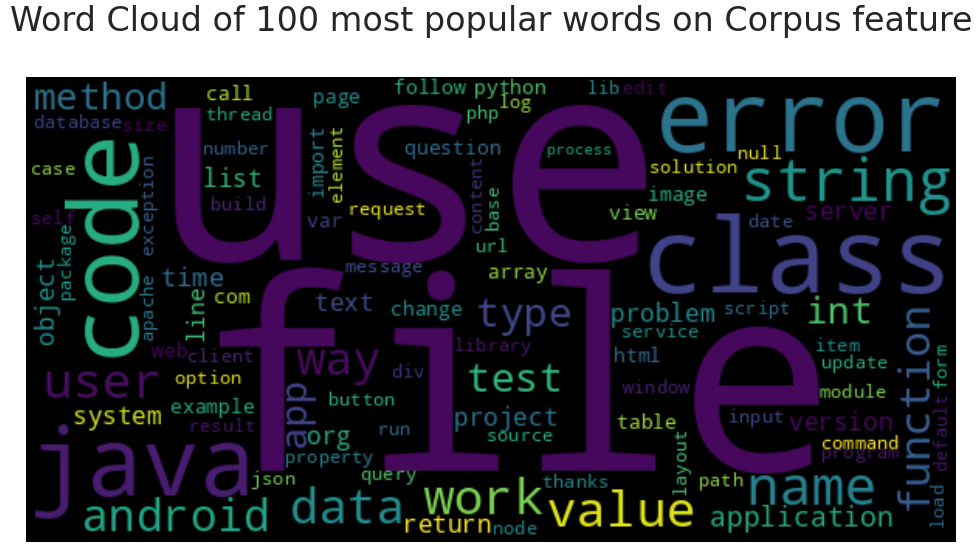 Word Cloud of 100 most popular words on Corpus feature
method
call
page
follow
python
lib
edit
database
size
thread
php
log
use
error
case
code
exception
number
list
build
import
element
var
request
question
content
base
process
solution
null
string
image
view
date
server
self
package
object
apache
time
line
com
message
url
array
class
text
change
type
problem
script
int
service
file
web
client
way
library
html
item
update
user
option
app
div
test
window
module
system
example
result
button
project
table
input
version
function
form
default
java
org
run
source
command
program
property
json
query
layout
path
thanks
name
load
android
data
work
value
return
node
application